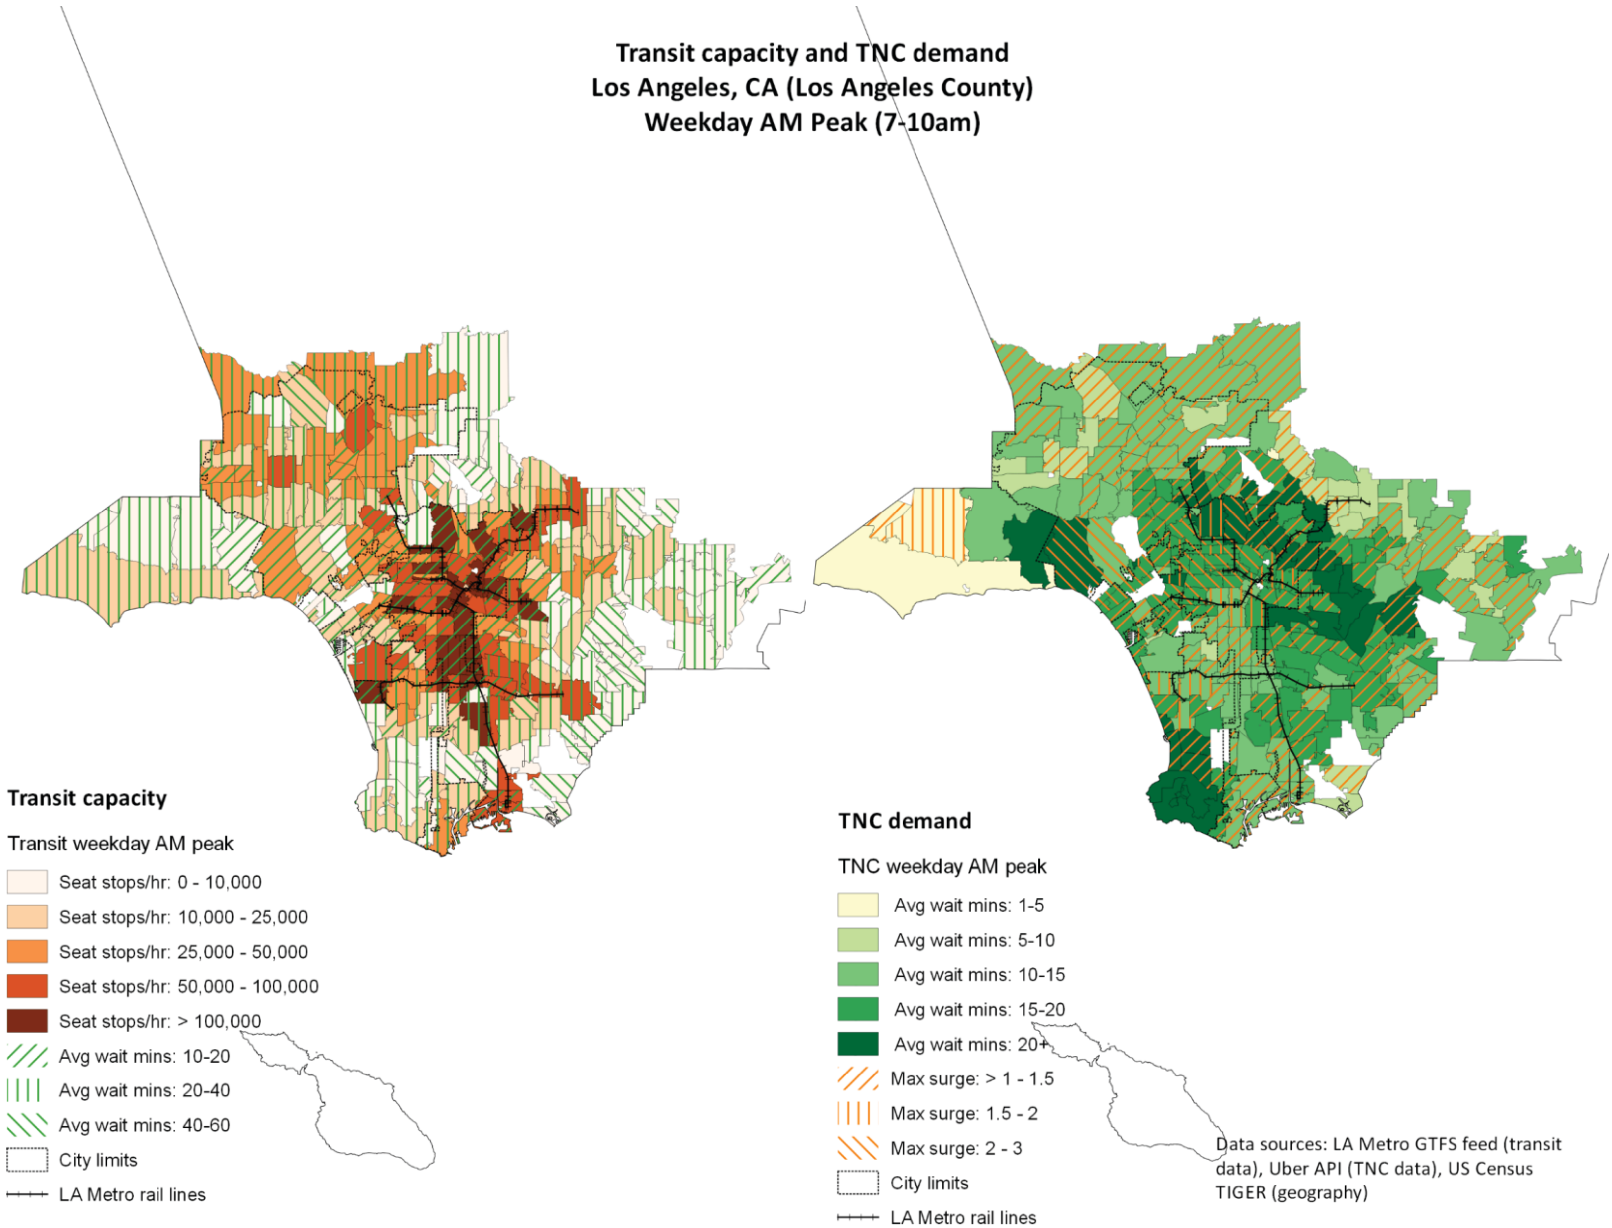 Transit capacity and TNC demand
Los Angeles, CA (Los Angeles County)
Weekday AM Peak (7-10am)
Transit capacity
Transit weekday AM peak
Seat stops/hr: 0 - 10,000
Seat stops/hr: 10,000 - 25,000
Seat stops/hr: 25,000 - 50,000
Seat stops/hr: 50,000 - 100,000
Seat stops/hr: > 100,000
Avg wait mins: 10-20
Avg wait mins: 20-40
Avg wait mins: 40-60
City limits
LA Metro rail lines
TNC demand
TNC weekday AM peak
Avg wait mins: 1-5
Avg wait mins: 5-10
Avg wait mins: 10-15
Avg wait mins: 15-20
Avg wait mins: 20+
Max surge: > 1 - 1.5
Max surge: 1.5 - 2
Max surge: 2 - 3
City limits
LA Metro rail lines
Data sources: LA Metro GTFS feed (transit
data), Uber API (TNC data), US Census
TIGER (geography)